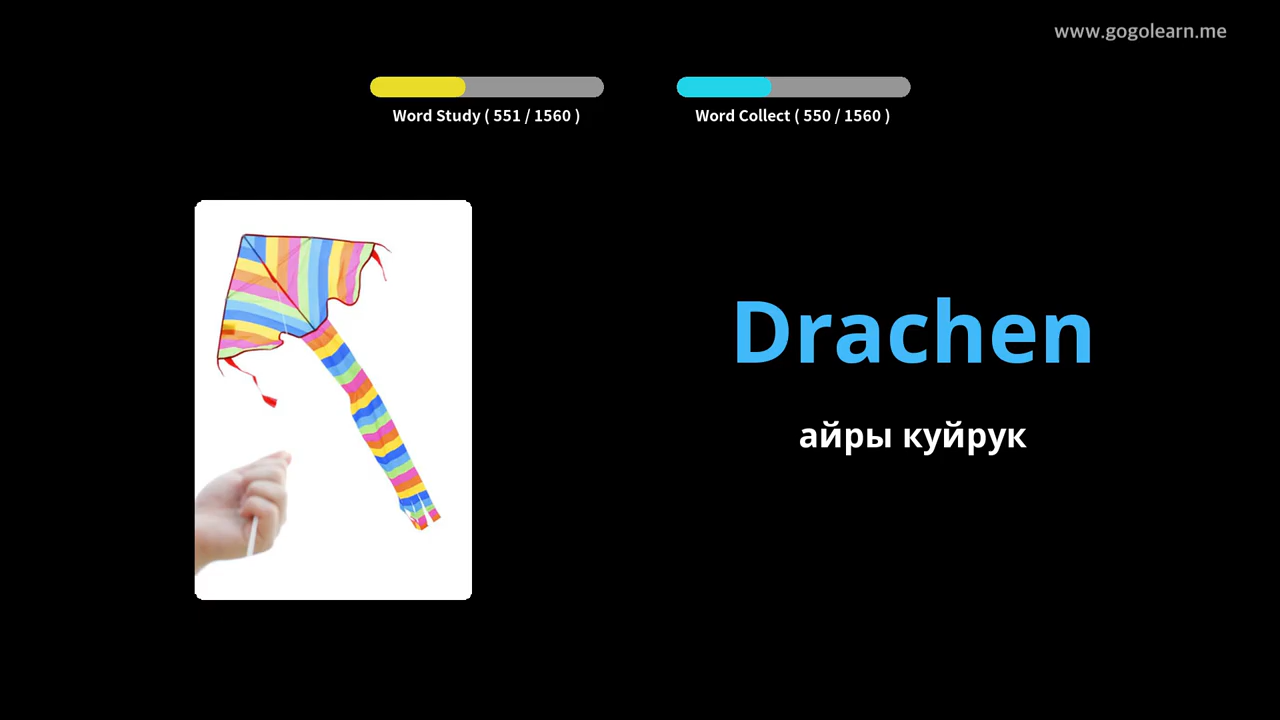 www.gogolearn.me
Word Study ( 551 / 1560 )
Word Collect ( 550 / 1560 )
Drachen
айры куйрук